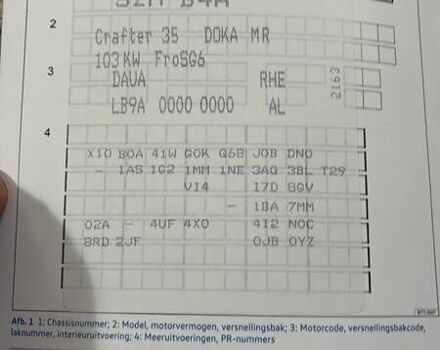 2
Crafter 35 DOKA MR
103 KW FroSG6
3
DAUA RHE
2163
LB9A 0000 0000 AL
4
X10 BOA 41W GOK Q6B JOB DNO
- 1AS 1G2 1MM 1NE 3AG 3BL T29
VI4 17D 8GV
- 1BA 7MM
02A - 4UF 4X0 4I2 NOC
8RD 2JF 0JB 0YZ
Afb. 1 1: Chassisnummer; 2: Model, motorvermogen, versnellingsbak; 3: Motorcode, versnellingsbakcode,
laknummer, interieuruitvoering; 4: Meeruitvoeringen, PR-nummers